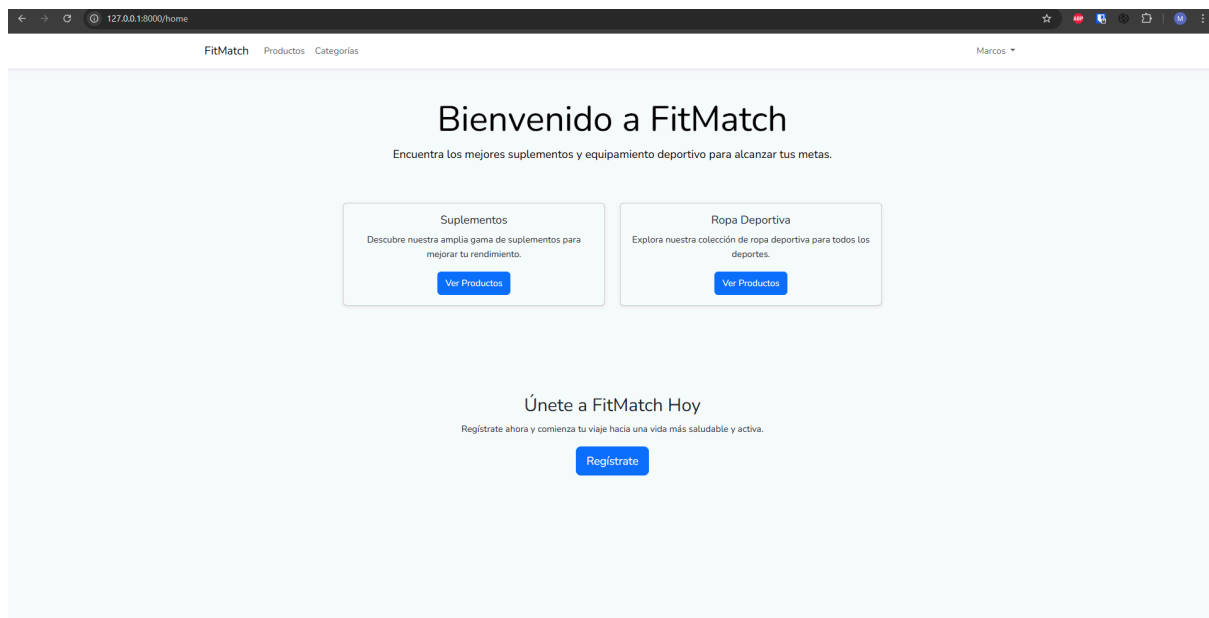 127.0.0.1:8000/home
ABP
M
FitMatch Productos Categorías Marcos
Bienvenido a FitMatch
Encuentra los mejores suplementos y equipamiento deportivo para alcanzar tus metas.
Suplementos
Descubre nuestra amplia gama de suplementos para
mejorar tu rendimiento.
Ver Productos
Ropa Deportiva
Explora nuestra colección de ropa deportiva para todos los
deportes.
Ver Productos
Únete a FitMatch Hoy
Regístrate ahora y comienza tu viaje hacia una vida más saludable y activa.
Regístrate